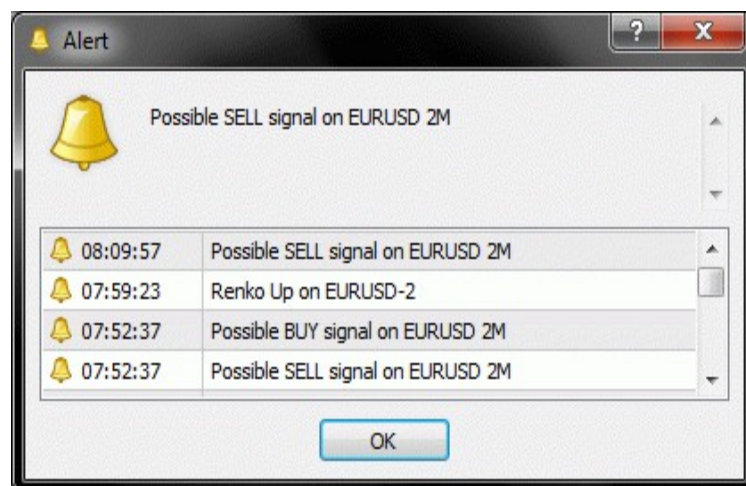 Alert
?
X
Possible SELL signal on EURUSD 2M
08:09:57 Possible SELL signal on EURUSD 2M
07:59:23 Renko Up on EURUSD-2
07:52:37 Possible BUY signal on EURUSD 2M
07:52:37 Possible SELL signal on EURUSD 2M
OK